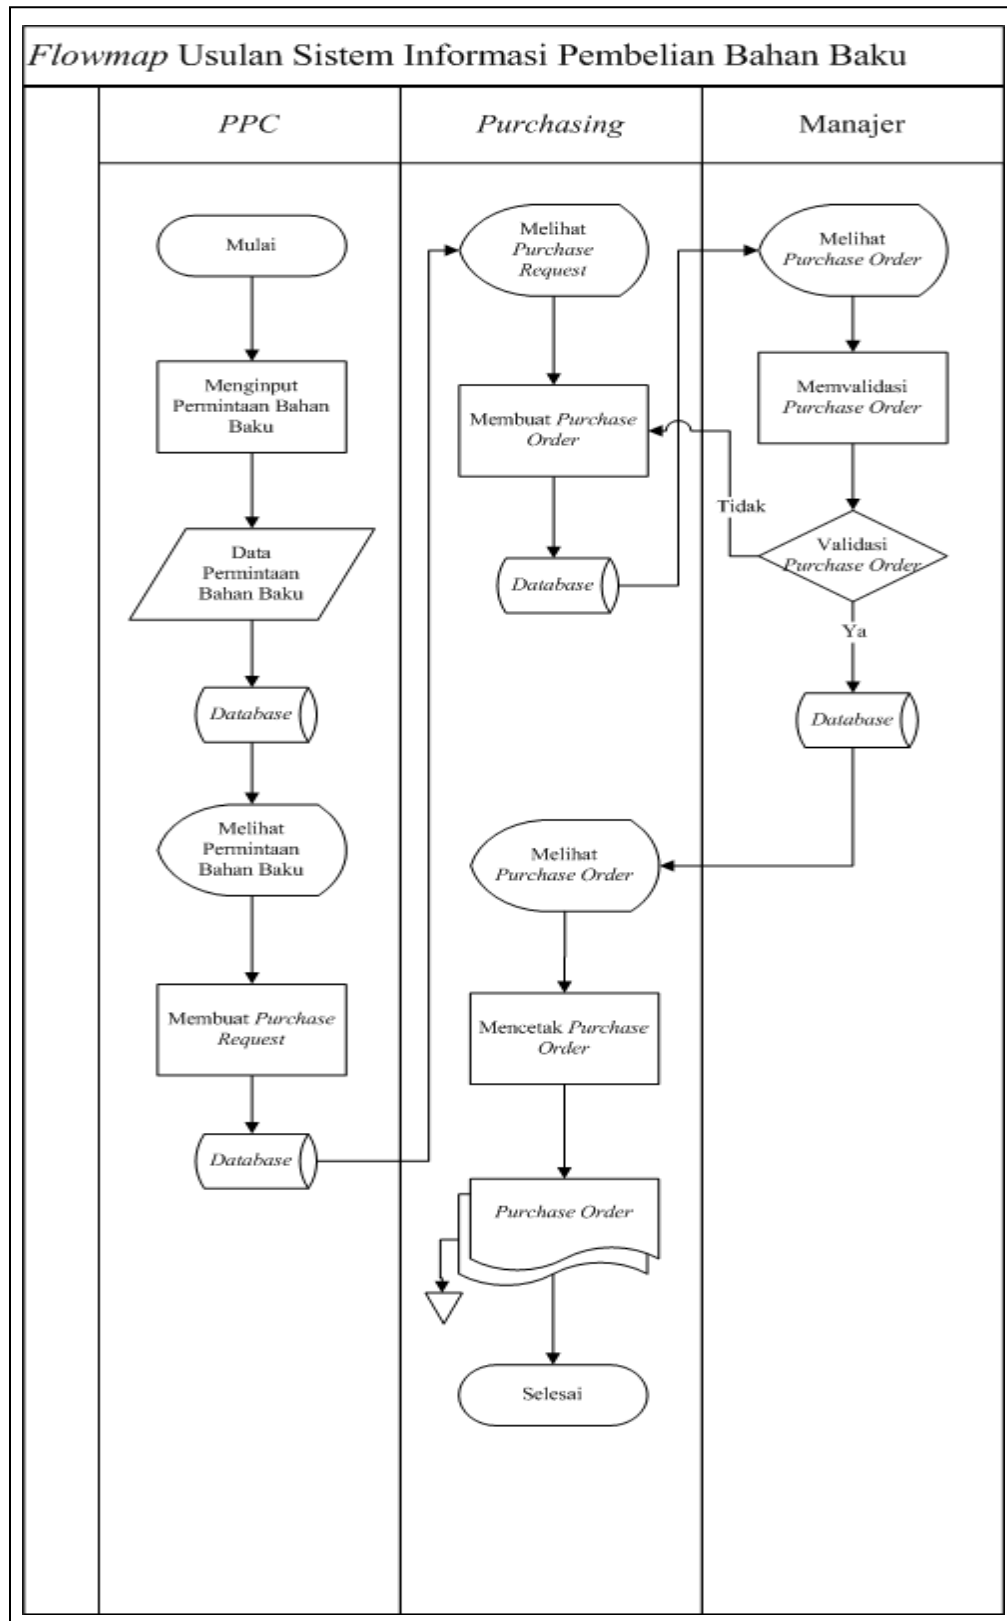 Flowmap Usulan Sistem Informasi Pembelian Bahan Baku
PPC
Purchasing
Manajer
Mulai
Menginput
Permintaan Bahan
Baku
Data
Permintaan
Bahan Baku
Database
Melihat
Permintaan
Bahan Baku
Membuat Purchase
Request
Database
Melihat
Purchase
Request
Membuat Purchase
Order
Database
Melihat
Purchase Order
Memvalidasi
Purchase Order
Validasi
Purchase Order
Tidak
Ya
Database
Melihat
Purchase Order
Mencetak Purchase
Order
Purchase Order
Selesai